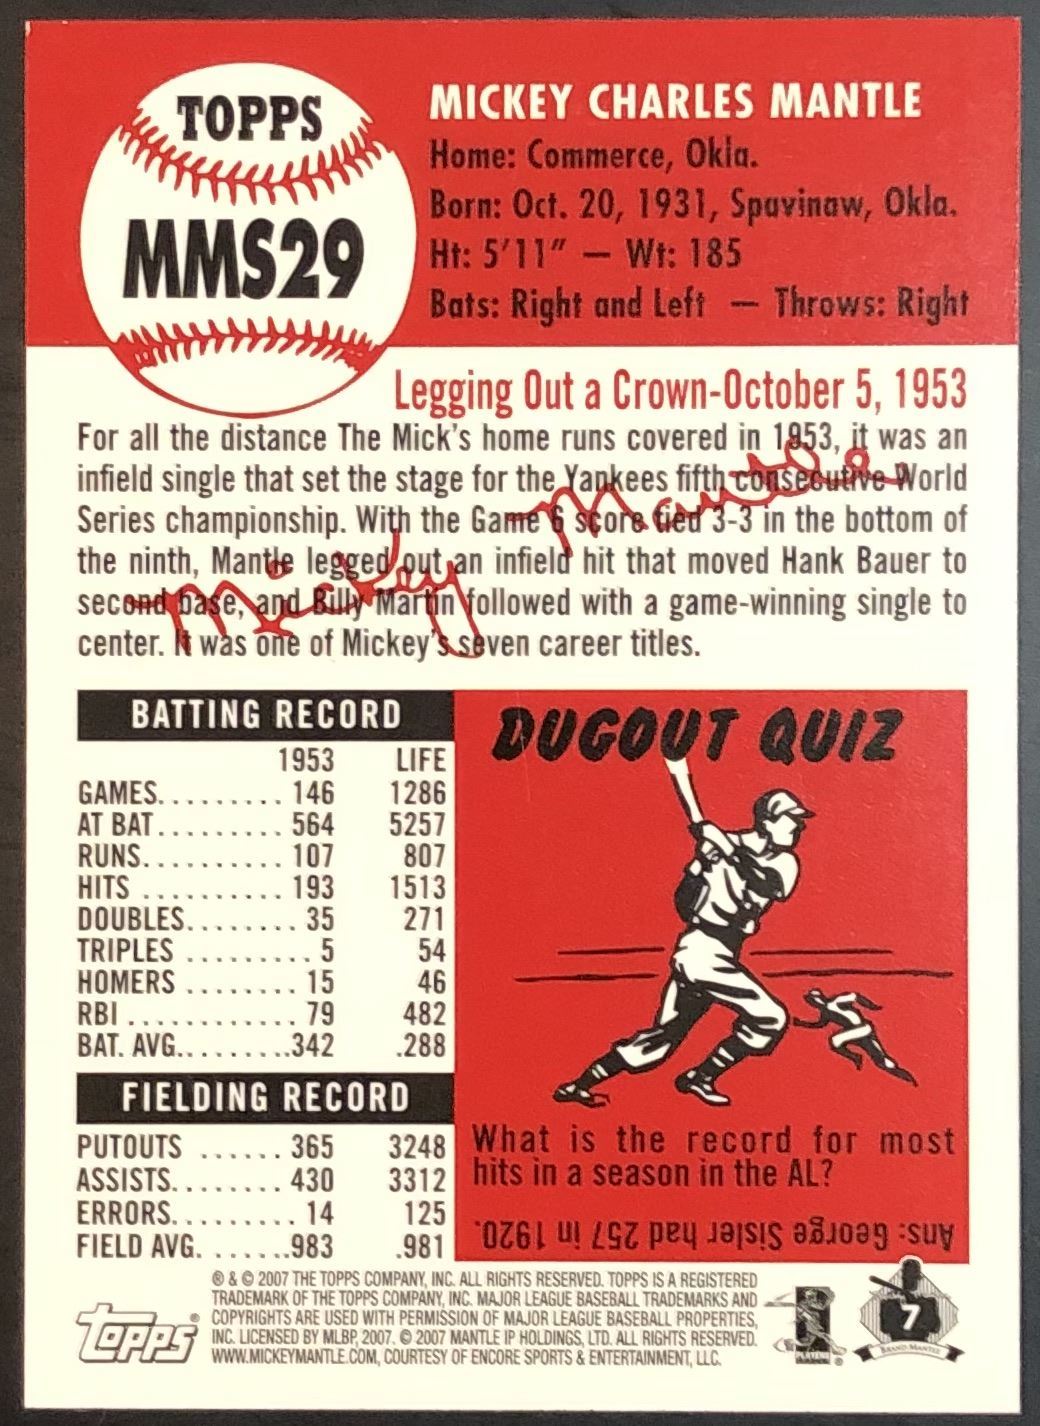 TOPPS
MMS29
MICKEY CHARLES MANTLE
Home: Commerce, Okla.
Born: Oct. 20, 1931, Spavinaw, Okla.
Ht: 5'11" — Wt: 185
Bats: Right and Left — Throws: Right
Legging Out a Crown-October 5, 1953
For all the distance The Mick's home runs covered in 1953, it was an
infield single that set the stage for the Yankees fifth consecutive World
Series championship. With the Game 6 score tied 3-3 in the bottom of
the ninth, Mantle legged out an infield hit that moved Hank Bauer to
second base, and Billy Martin followed with a game-winning single to
center. It was one of Mickey's seven career titles.
Mickey Mantle
BATTING RECORD
1953 LIFE
GAMES......... 146 1286
AT BAT......... 564 5257
RUNS.......... 107 807
HITS .......... 193 1513
DOUBLES........ 35 271
TRIPLES ......... 5 54
HOMERS ........ 15 46
RBI ............ 79 482
BAT. AVG.........342 .288
FIELDING RECORD
PUTOUTS ...... 365 3248
ASSISTS........ 430 3312
ERRORS......... 14 125
FIELD AVG. .......983 .981
DUGOUT QUIZ
What is the record for most
hits in a season in the AL?
Ans: George Sisler had 257 in 1920.
® & © 2007 THE TOPPS COMPANY, INC. ALL RIGHTS RESERVED. TOPPS IS A REGISTERED
TRADEMARK OF THE TOPPS COMPANY, INC. MAJOR LEAGUE BASEBALL TRADEMARKS AND
COPYRIGHTS ARE USED WITH PERMISSION OF MAJOR LEAGUE BASEBALL PROPERTIES,
INC. LICENSED BY MLBP, 2007. © 2007 MANTLE IP HOLDINGS, LTD. ALL RIGHTS RESERVED.
WWW.MICKEYMANTLE.COM, COURTESY OF ENCORE SPORTS & ENTERTAINMENT, LLC.
Topps®
7
BRAND MANTLE